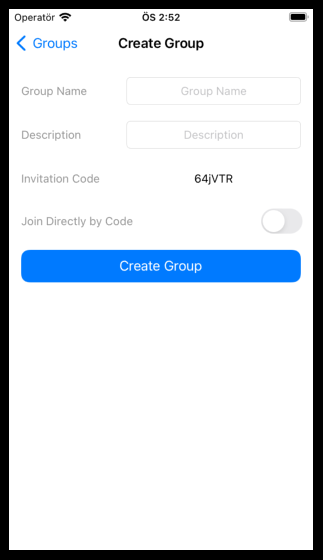 Operatör ÖS 2:52
Groups Create Group
Group Name Group Name
Description Description
Invitation Code 64jVTR
Join Directly by Code
Create Group